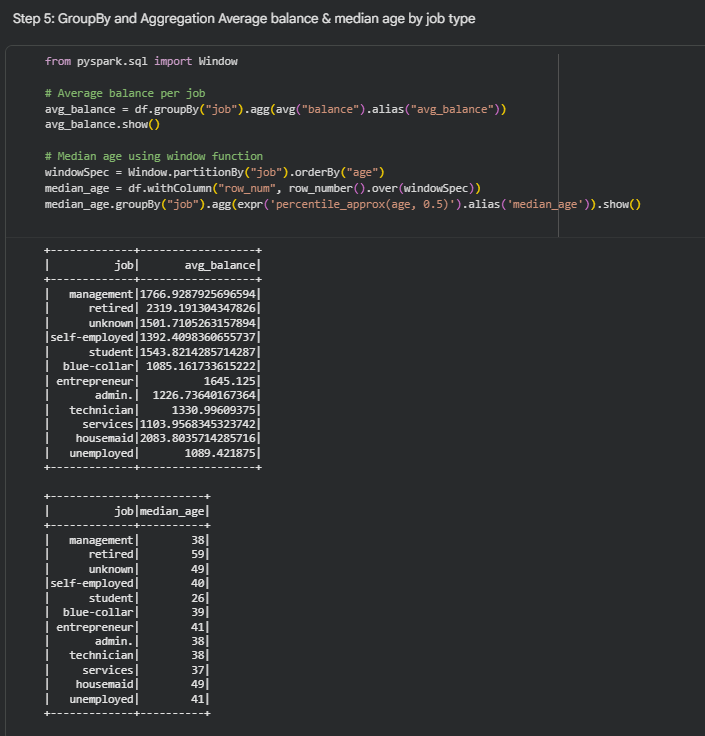 Step 5: GroupBy and Aggregation Average balance & median age by job type
from pyspark.sql import Window
# Average balance per job
avg_balance = df.groupBy("job").agg(avg("balance").alias("avg_balance"))
avg_balance.show()
# Median age using window function
windowSpec = Window.partitionBy("job").orderBy("age")
median_age = df.withColumn("row_num", row_number().over(windowSpec))
median_age.groupBy("job").agg(expr('percentile_approx(age, 0.5)').alias('median_age')).show()
+-------------+------------------+
|          job|       avg_balance|
+-------------+------------------+
|   management|1766.9287925696594|
|      retired| 2319.191304347826|
|      unknown|1501.7105263157894|
|self-employed|1392.4098360655737|
|      student|1543.8214285714287|
|  blue-collar| 1085.161733615222|
| entrepreneur|          1645.125|
|       admin.|  1226.73640167364|
|   technician|     1330.99609375|
|     services|1103.9568345323742|
|    housemaid|2083.8035714285716|
|   unemployed|       1089.421875|
+-------------+------------------+
+-------------+----------+
|          job|median_age|
+-------------+----------+
|   management|        38|
|      retired|        59|
|      unknown|        49|
|self-employed|        40|
|      student|        26|
|  blue-collar|        39|
| entrepreneur|        41|
|       admin.|        38|
|   technician|        38|
|     services|        37|
|    housemaid|        49|
|   unemployed|        41|
+-------------+----------+